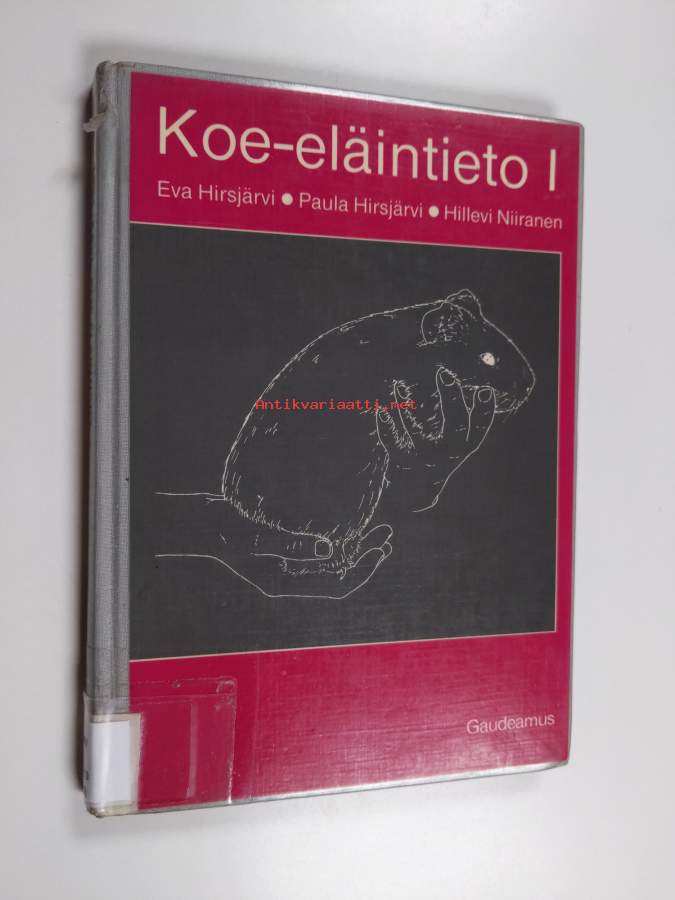 Koe-eläintieto I
Eva Hirsjärvi ● Paula Hirsjärvi ● Hillevi Niiranen
Antikvariaatti.net
Gaudeamus